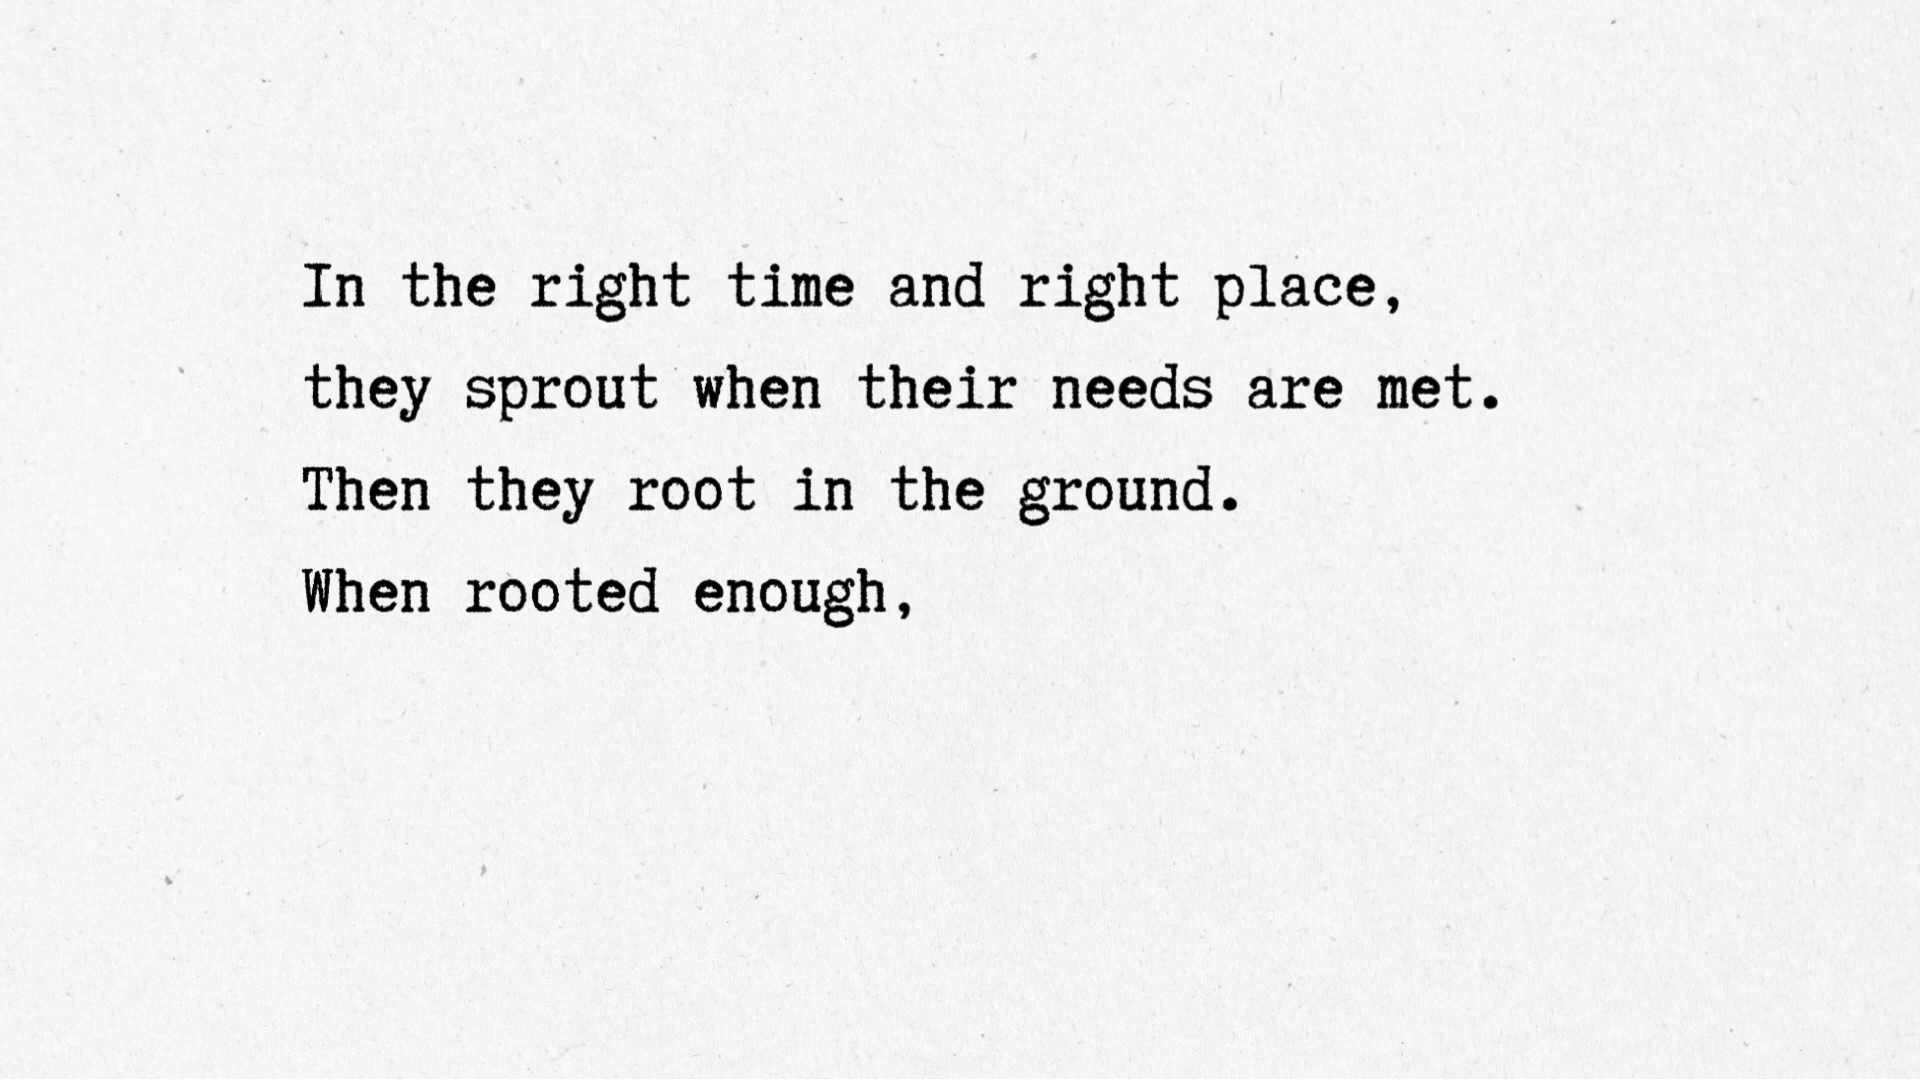 In the right time and right place,
they sprout when their needs are met.
Then they root in the ground.
When rooted enough,